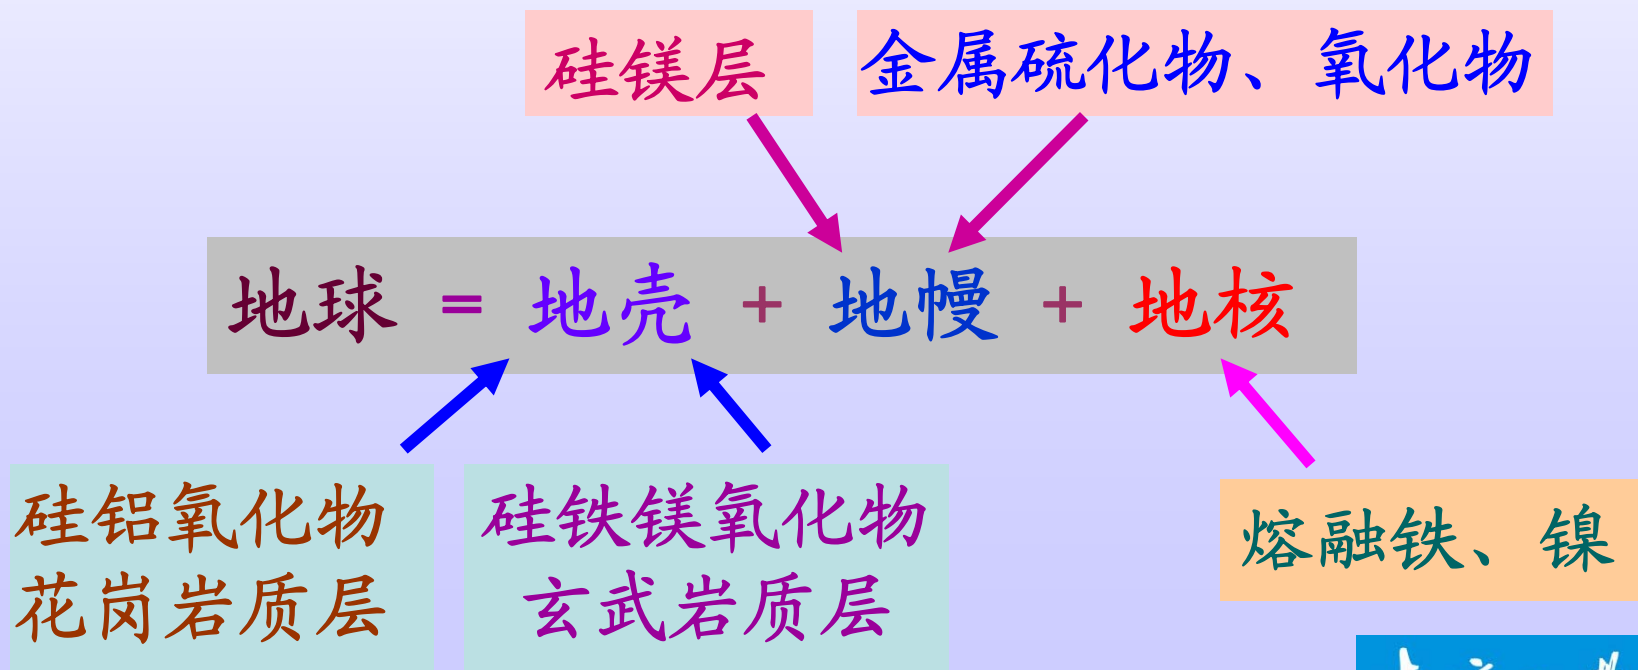 硅镁层
金属硫化物、氧化物
地球 = 地壳 + 地幔 + 地核
硅铝氧化物
花岗岩质层
硅铁镁氧化物
玄武岩质层
熔融铁、镍